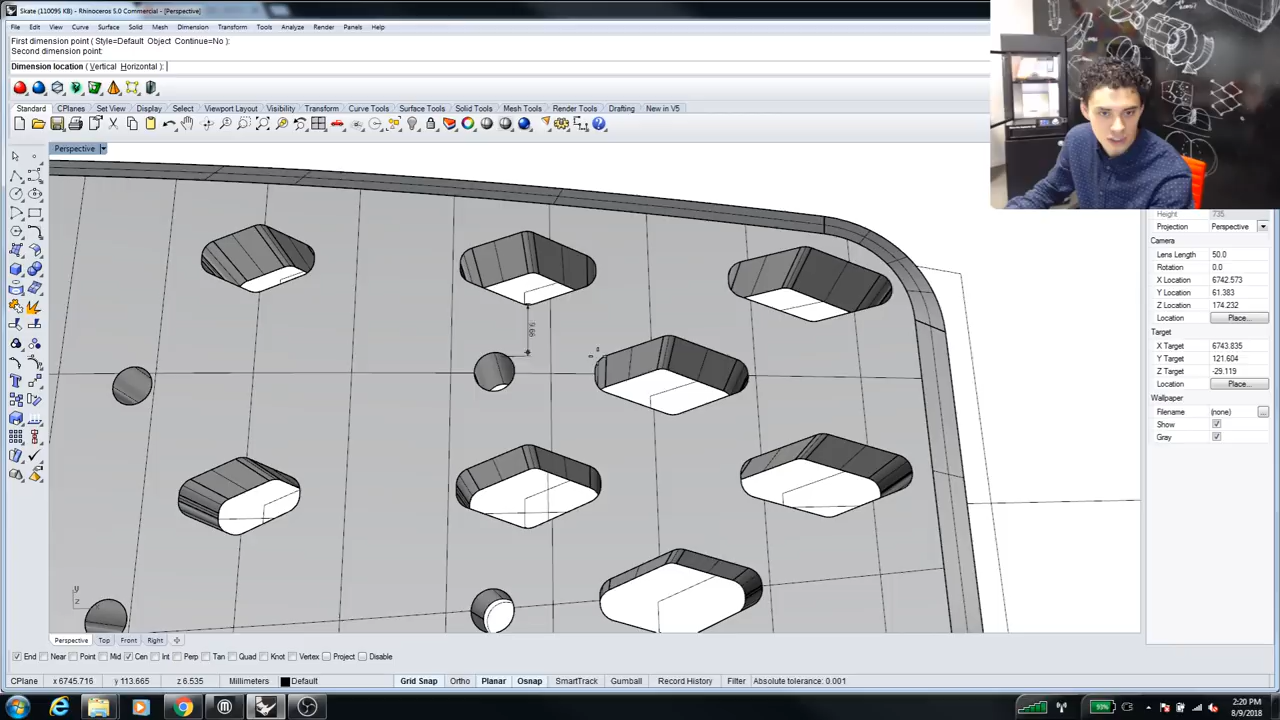 Skate (110095 KB) - Rhinoceros 5.0 Commercial - [Perspective]
File Edit View Curve Surface Solid Mesh Dimension Transform Tools Analyze Render Panels Help
First dimension point ( Style=Default Object Continue=No ):
Second dimension point:
Dimension location ( Vertical Horizontal ):
Standard CPlanes Set View Display Select Viewport Layout Visibility Transform Curve Tools Surface Tools Solid Tools Mesh Tools Render Tools Drafting New in V5
Perspective
Height 735.
Projection Perspective
Camera
Lens Length 50.0
Rotation 0.0
X Location 6742.573
Y Location 61.383
Z Location 174.232
Location Place...
Target
X Target 6743.835
Y Target 121.604
Z Target -29.119
Location Place...
Wallpaper
Filename (none) ...
Show
Gray
y
z
Perspective Top Front Right
End Near Point Mid Cen Int Perp Tan Quad Knot Vertex Project Disable
CPlane x 6745.716 y 113.665 z 6.535 Millimeters Default Grid Snap Ortho Planar Osnap SmartTrack Gumball Record History Filter Absolute tolerance: 0.001
93%
2:20 PM
8/9/2018